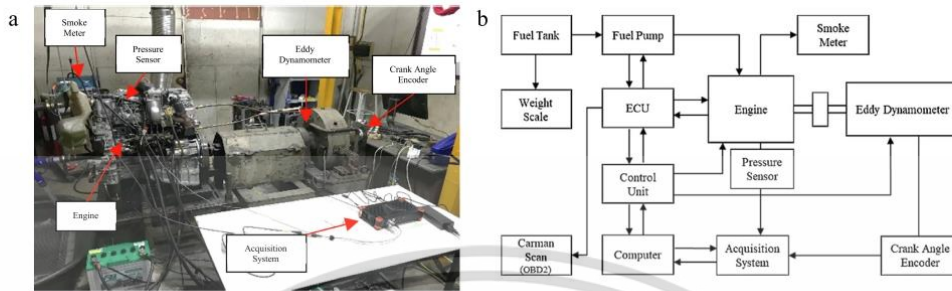 a
Smoke
Meter
Pressure
Sensor
Eddy
Dynamometer
Crank Angle
Encoder
Engine
Acquisition
System
b
Fuel Tank
Fuel Pump
Smoke
Meter
Weight
Scale
ECU
Engine
Eddy Dynamometer
Pressure
Sensor
Control
Unit
Carman
Scan
(OBD2)
Computer
Acquisition
System
Crank Angle
Encoder